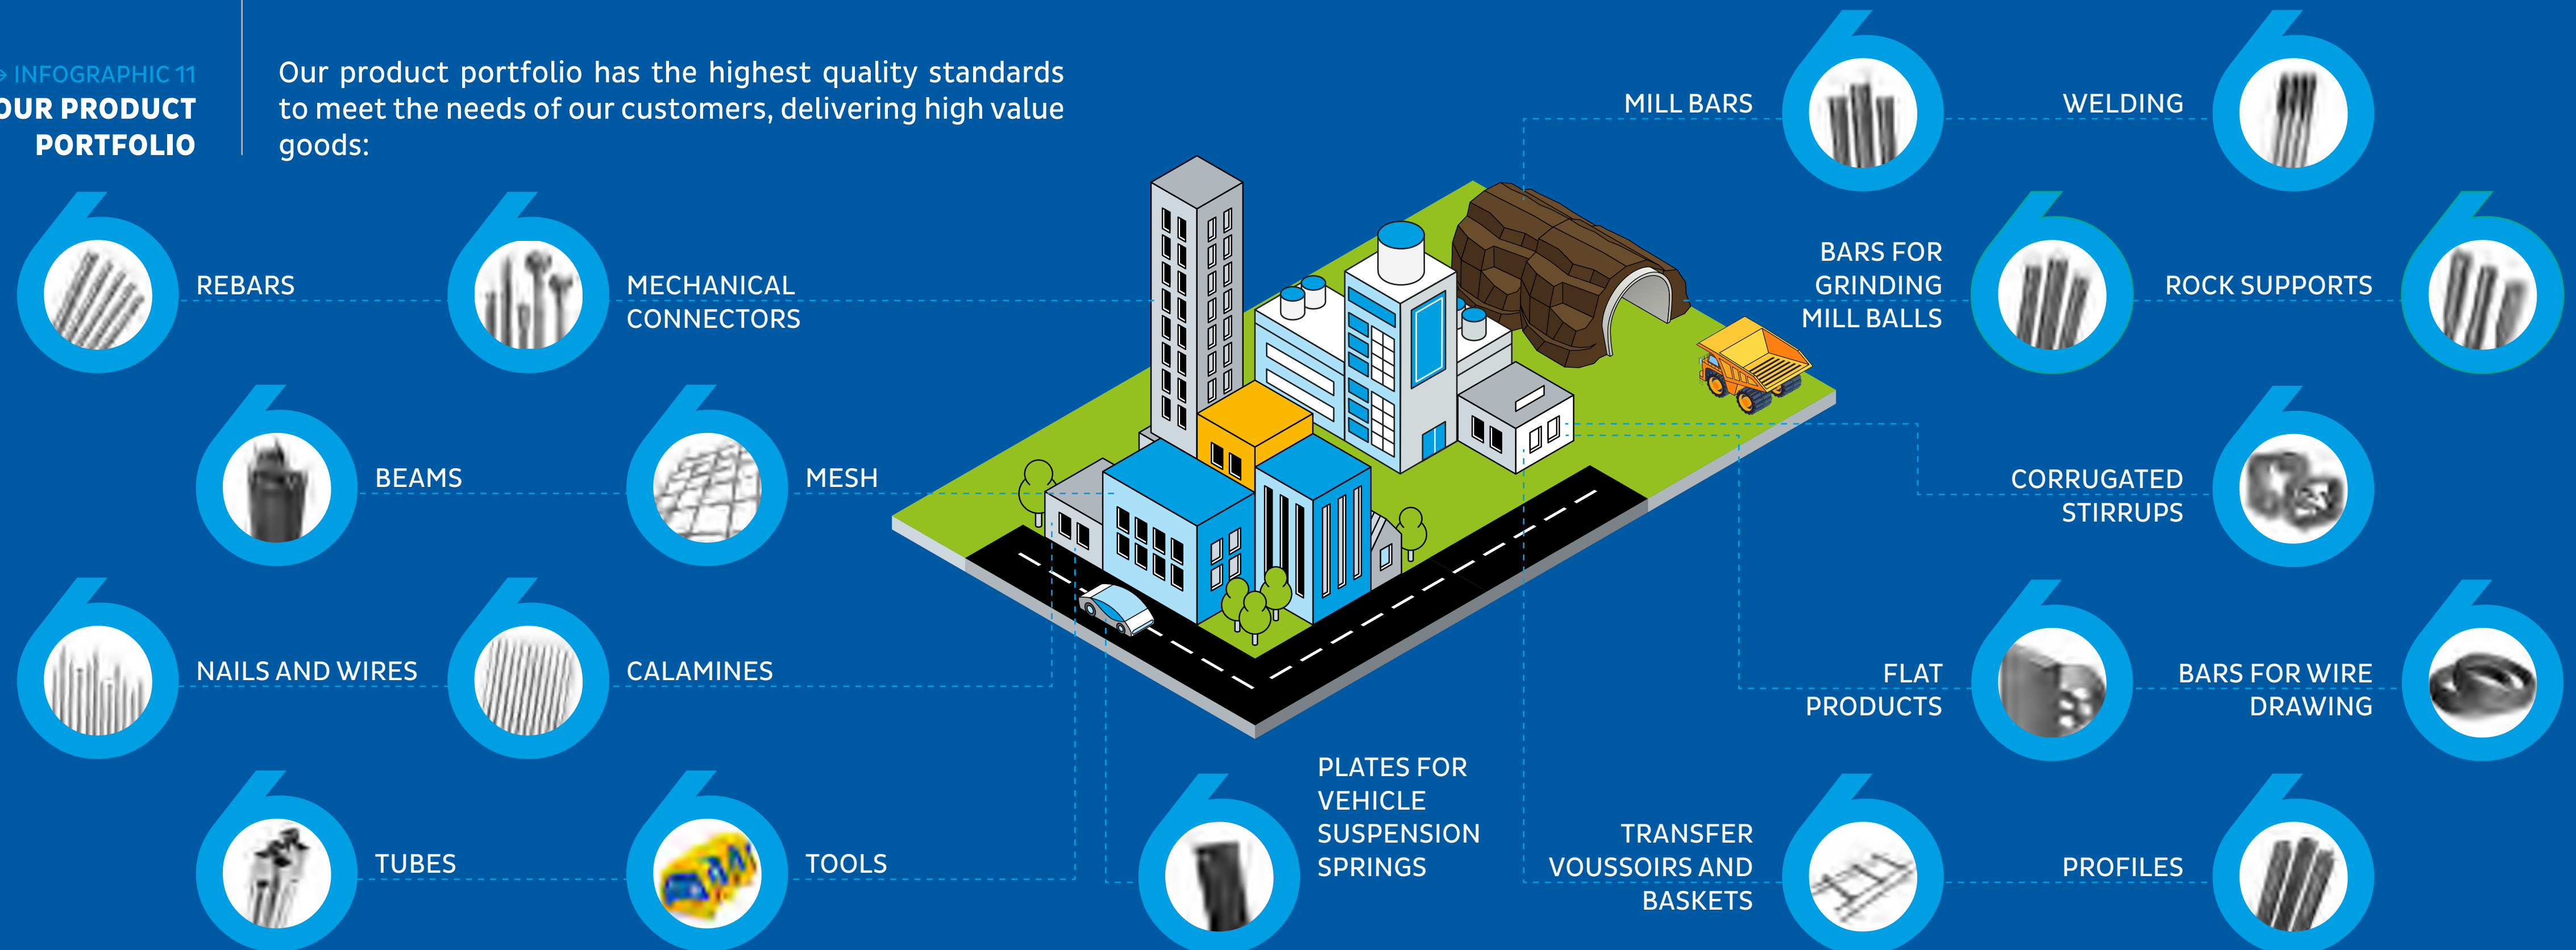 → INFOGRAPHIC 11
OUR PRODUCT
PORTFOLIO
Our product portfolio has the highest quality standards
to meet the needs of our customers, delivering high value
goods:
MILL BARS
WELDING
REBARS
MECHANICAL
CONNECTORS
BARS FOR
GRINDING
MILL BALLS
ROCK SUPPORTS
BEAMS
MESH
CORRUGATED
STIRRUPS
NAILS AND WIRES
CALAMINES
FLAT
PRODUCTS
BARS FOR WIRE
DRAWING
TUBES
TOOLS
PLATES FOR
VEHICLE
SUSPENSION
SPRINGS
TRANSFER
VOUSSOIRS AND
BASKETS
PROFILES